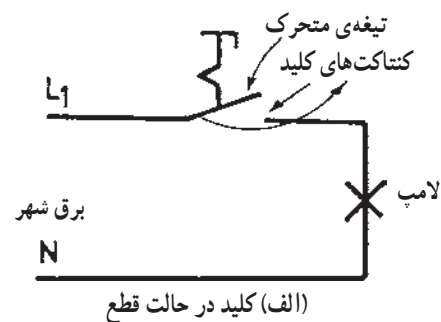 تیغه‌ی متحرک
کنتاکت‌های کلید
L1
لامپ
برق شهر
N
(الف) کلید در حالت قطع